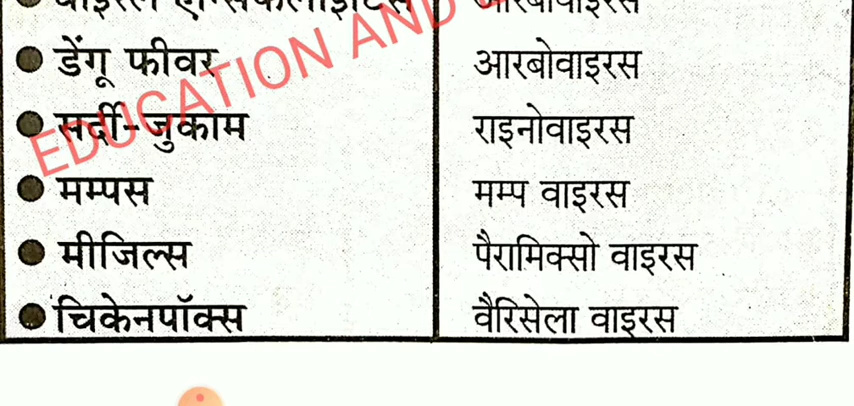 डेंगू फीवर आरबोवाइरस
सर्दी-जुकाम राइनोवाइरस
मम्पस मम्प वाइरस
मीजिल्स पैरामिक्सो वाइरस
चिकेनपॉक्स वैरिसेला वाइरस
EDUCATION AND